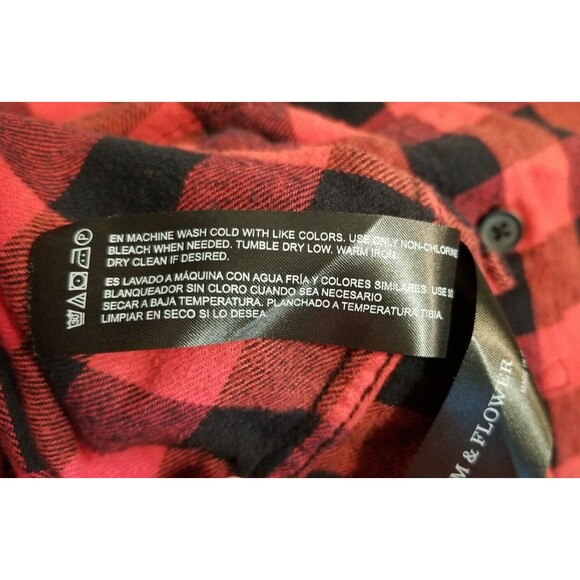 EN MACHINE WASH COLD WITH LIKE COLORS. USE ONLY NON-CHLORINE
BLEACH WHEN NEEDED. TUMBLE DRY LOW. WARM IRON.
DRY CLEAN IF DESIRED.
ES LAVADO A MÁQUINA CON AGUA FRÍA Y COLORES SIMILARES USE
BLANQUEADOR SIN CLORO CUANDO SEA NECESARIO
SECAR A BAJA TEMPERATURA. PLANCHADO A TEMPERATURA TIBIA.
LIMPIAR EN SECO SI LO DESEA.
M & FLOWER